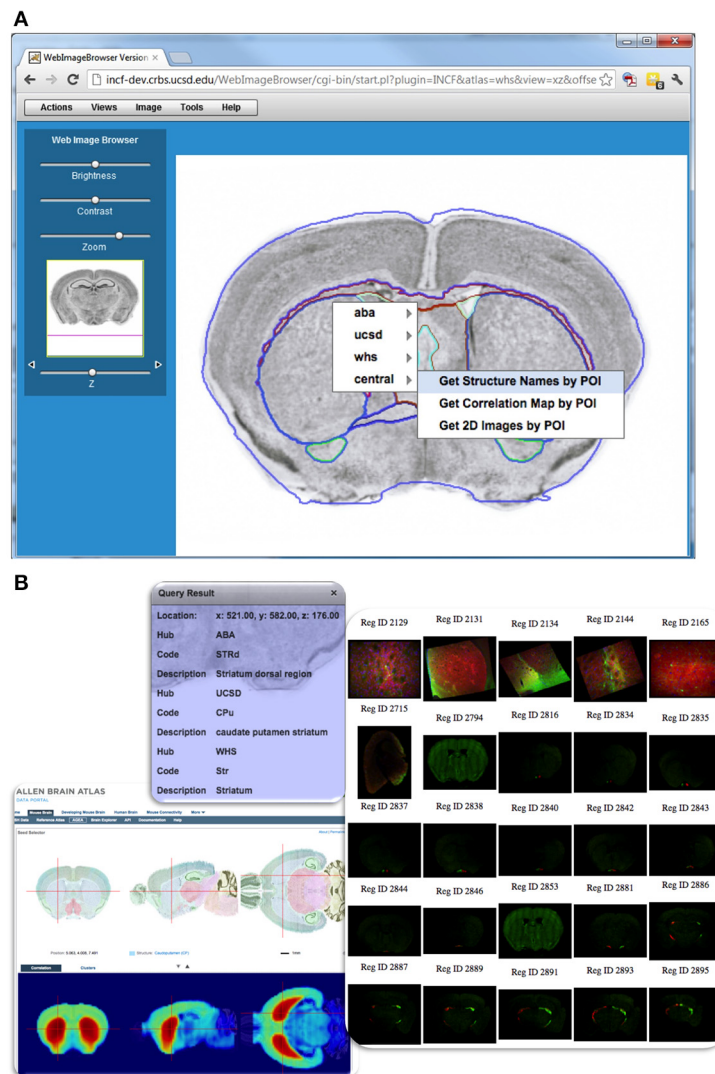 A
WebImageBrowser Version
incf-dev.crbs.ucsd.edu/WebImageBrowser/cgi-bin/start.pl?plugin=INCF&atlas=whs&view=xz&offse
6
Actions Views Image Tools Help
Web Image Browser
Brightness
Contrast
Zoom
Z
aba
ucsd
whs
central
Get Structure Names by POI
Get Correlation Map by POI
Get 2D Images by POI
B
Query Result ×
Location: x: 521.00, y: 582.00, z: 176.00
Hub ABA
Code STRd
Description Striatum dorsal region
Hub UCSD
Code CPu
Description caudate putamen striatum
Hub WHS
Code Str
Description Striatum
ALLEN BRAIN ATLAS
DATA PORTAL
Mouse Brain Developing Mouse Brain Human Brain Mouse Connectivity More
Reference Atlas AGEA Brain Explorer API Documentation Help
Seed Selector
Correlation Clusters
Reg ID 2129 Reg ID 2131 Reg ID 2134 Reg ID 2144 Reg ID 2165
Reg ID 2715 Reg ID 2794 Reg ID 2816 Reg ID 2834 Reg ID 2835
Reg ID 2837 Reg ID 2838 Reg ID 2840 Reg ID 2842 Reg ID 2843
Reg ID 2844 Reg ID 2846 Reg ID 2853 Reg ID 2881 Reg ID 2886
Reg ID 2887 Reg ID 2889 Reg ID 2891 Reg ID 2893 Reg ID 2895